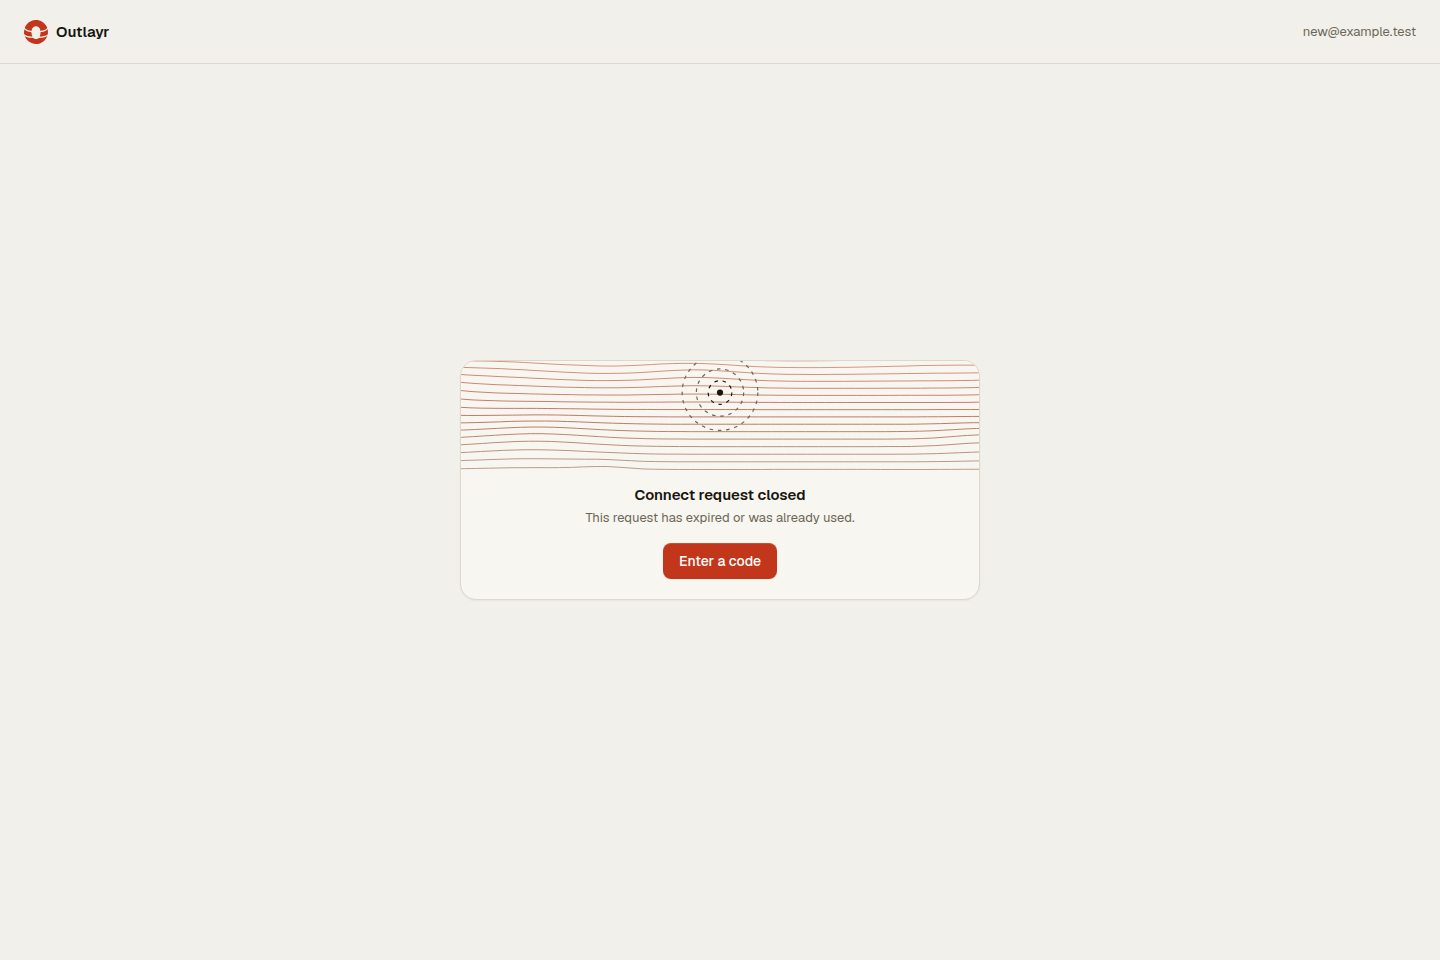 Outlayr
new@example.test
Connect request closed
This request has expired or was already used.
Enter a code